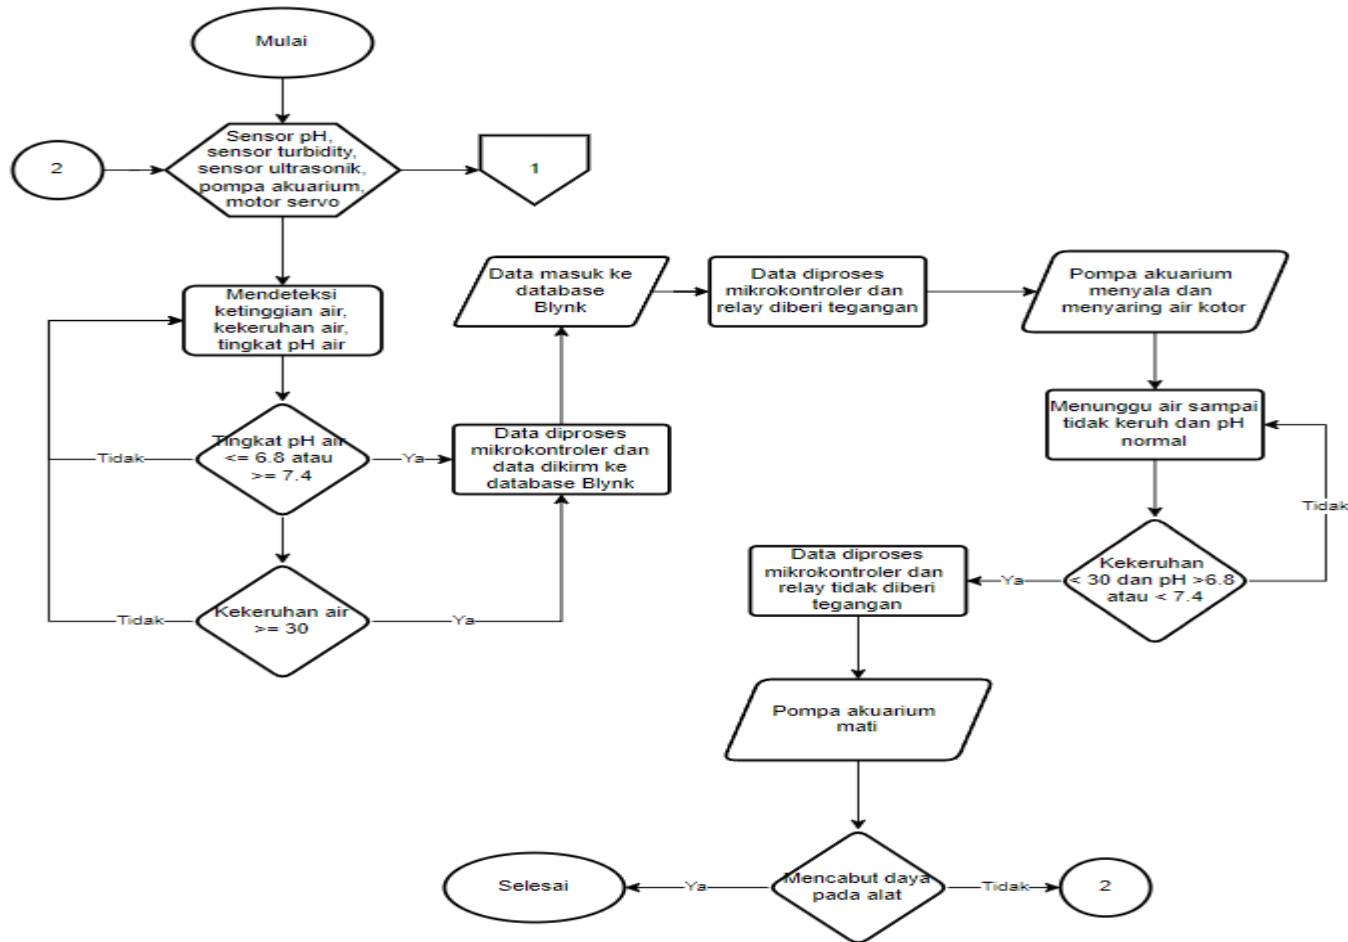 Mulai
2
Sensor pH,
sensor turbidity,
sensor ultrasonik,
pompa akuarium,
motor servo
1
Mendeteksi
ketinggian air,
kekeruhan air,
tingkat pH air
Tingkat pH air
<= 6.8 atau
>= 7.4
Tidak
Ya
Kekeruhan air
>= 30
Tidak
Ya
Data diproses
mikrokontroler dan
data dikirm ke
database Blynk
Data masuk ke
database
Blynk
Data diproses
mikrokontroler dan
relay diberi tegangan
Pompa akuarium
menyala dan
menyaring air kotor
Menunggu air sampai
tidak keruh dan pH
normal
Kekeruhan
< 30 dan pH >6.8
atau < 7.4
Tidak
Ya
Data diproses
mikrokontroler dan
relay tidak diberi
tegangan
Pompa akuarium
mati
Mencabut daya
pada alat
Ya
Tidak
Selesai
2